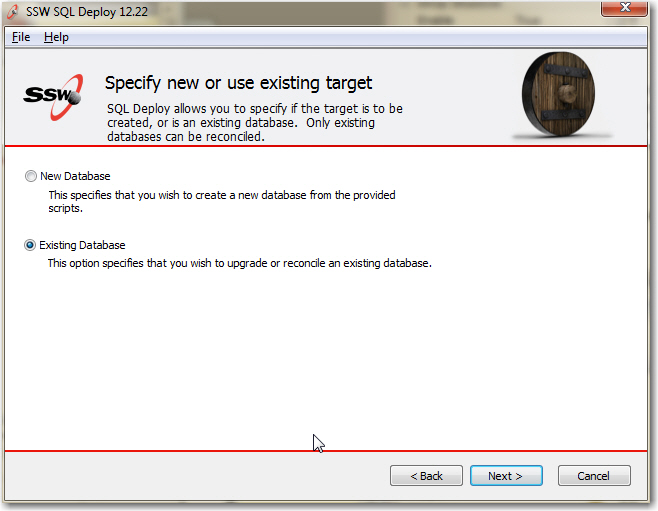 SSW SQL Deploy 12.22
Enable True
File Help
SSW
Specify new or use existing target
SQL Deploy allows you to specify if the target is to be
created, or is an existing database.  Only existing
databases can be reconciled.
New Database
This specifies that you wish to create a new database from the provided
scripts.
Existing Database
This option specifies that you wish to upgrade or reconcile an existing database.
< Back Next > Cancel